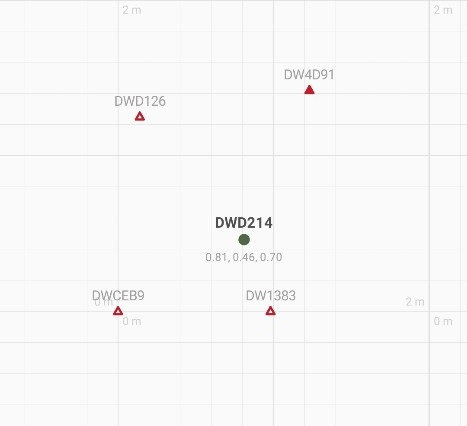 2 m
2 m
DW4D91
DWD126
DWD214
0.81, 0.46, 0.70
DWCEB9
DW1383
0 m
2 m
0 m
0 m